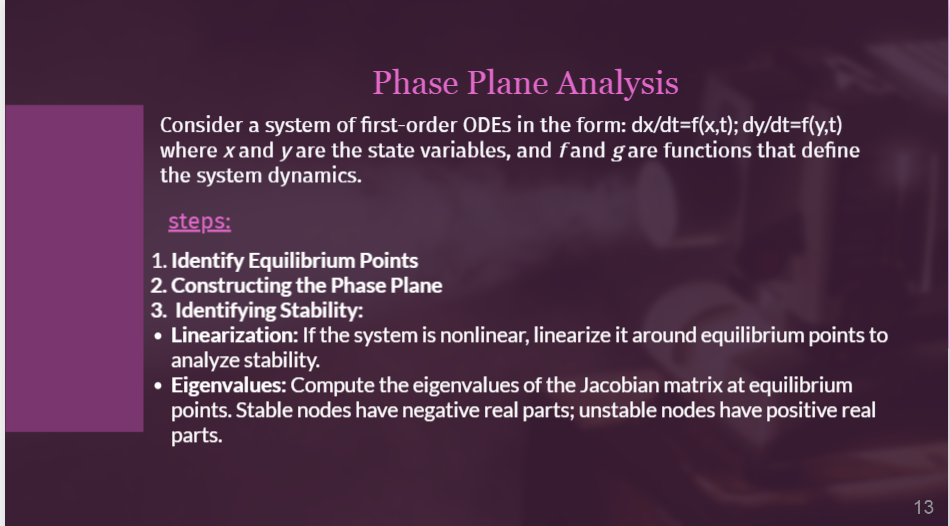 Phase Plane Analysis
Consider a system of first-order ODEs in the form: dx/dt=f(x,t); dy/dt=f(y,t)
where x and y are the state variables, and f and g are functions that define
the system dynamics.
steps:
1. Identify Equilibrium Points
2. Constructing the Phase Plane
3. Identifying Stability:
• Linearization: If the system is nonlinear, linearize it around equilibrium points to
analyze stability.
• Eigenvalues: Compute the eigenvalues of the Jacobian matrix at equilibrium
points. Stable nodes have negative real parts; unstable nodes have positive real
parts.
13